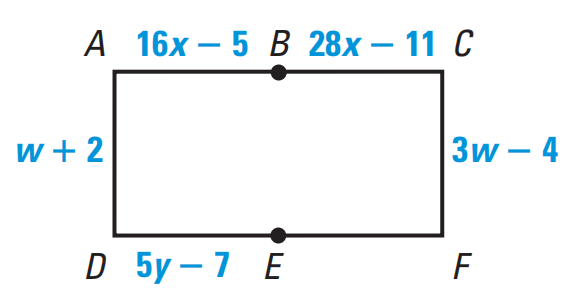 A 16x – 5 B 28x – 11 C
w + 2
3w – 4
D 5y – 7 E F